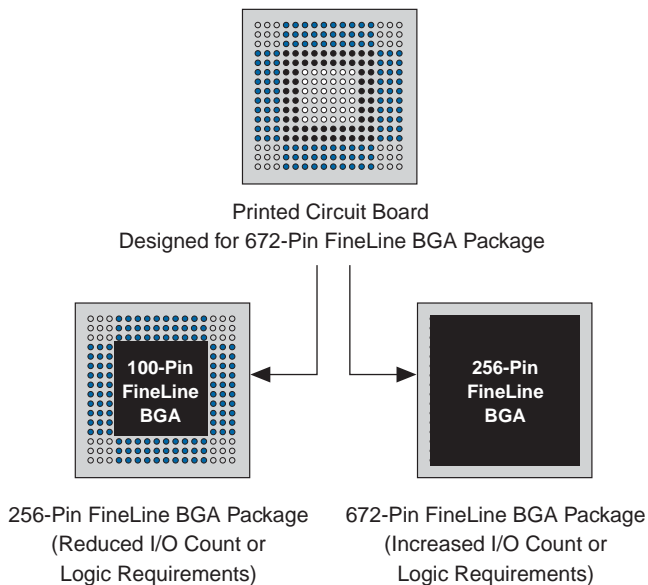 Printed Circuit Board
Designed for 672-Pin FineLine BGA Package
100-Pin
FineLine
BGA
256-Pin
FineLine
BGA
256-Pin FineLine BGA Package
(Reduced I/O Count or
Logic Requirements)
672-Pin FineLine BGA Package
(Increased I/O Count or
Logic Requirements)